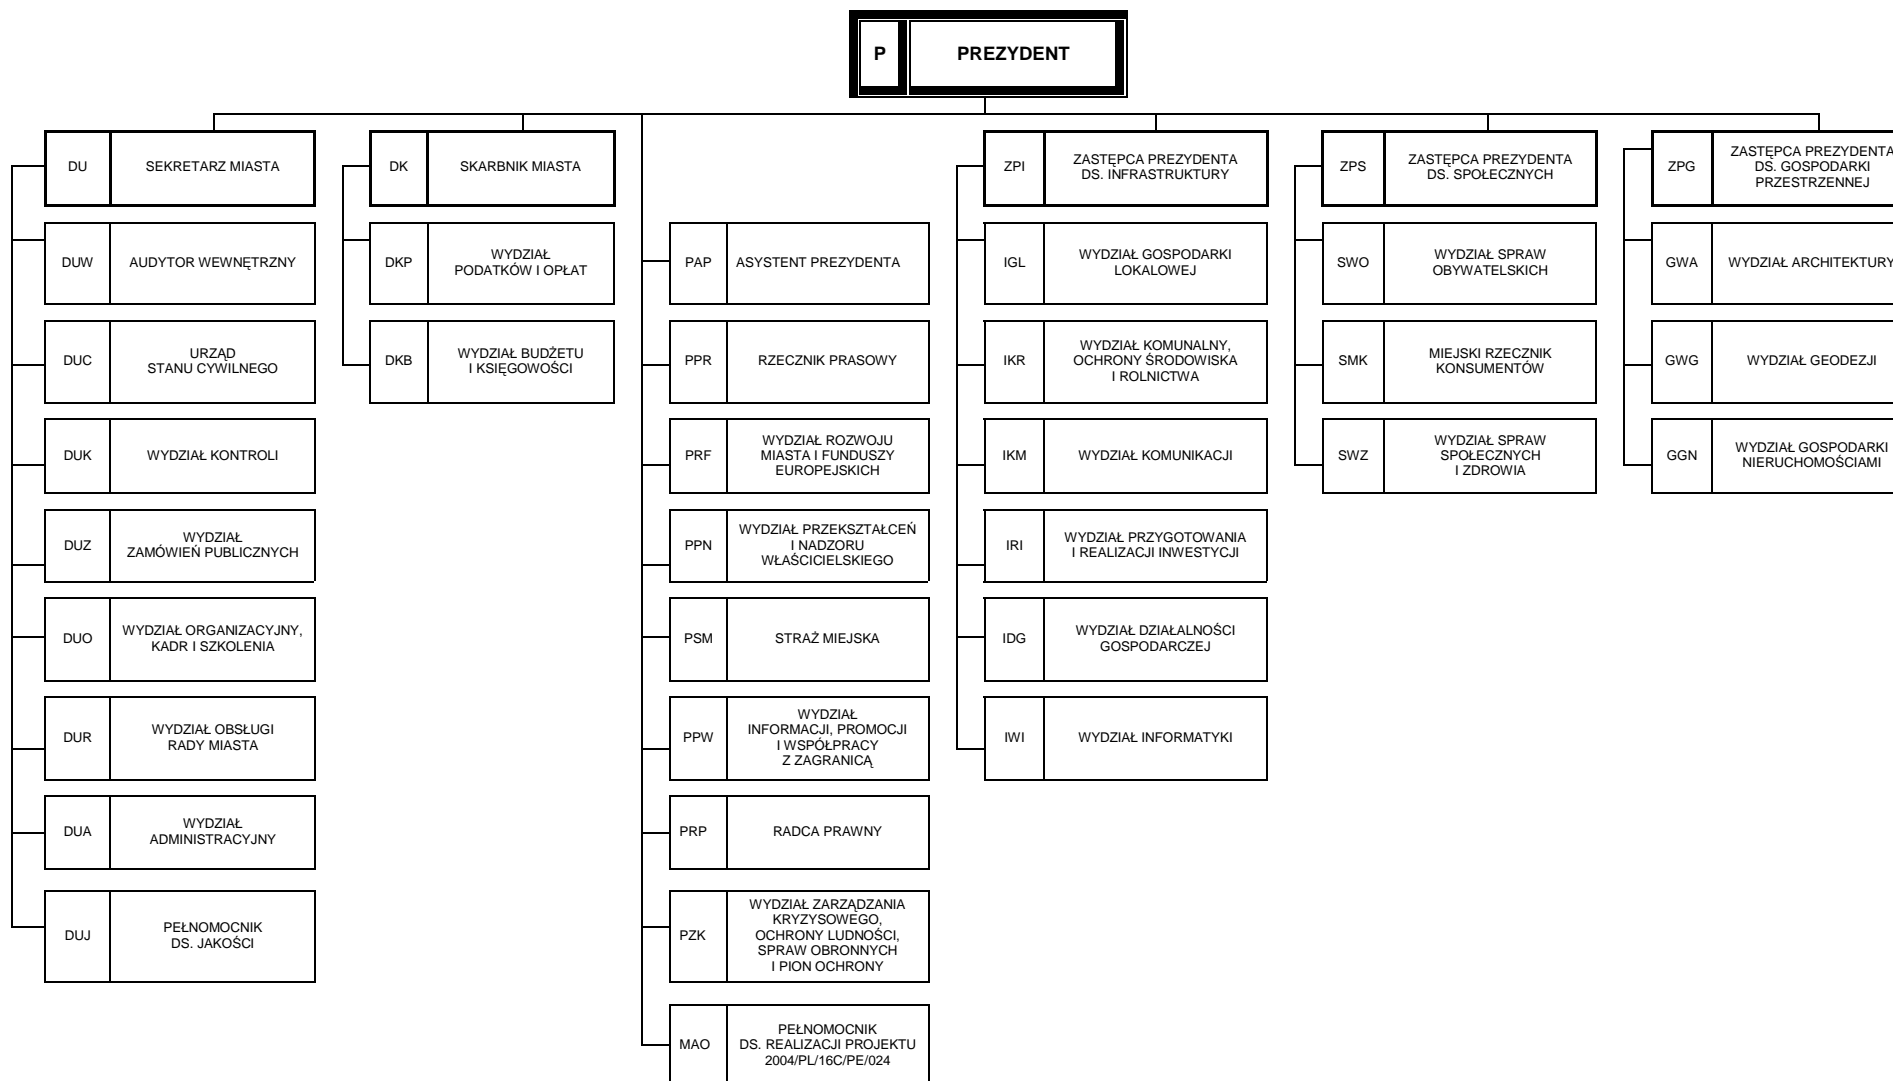 P
PREZYDENT
DU
SEKRETARZ MIASTA
DUW
AUDYTOR WEWNĘTRZNY
DUC
URZĄD
STANU CYWILNEGO
DUK
WYDZIAŁ KONTROLI
DUZ
WYDZIAŁ
ZAMÓWIEŃ PUBLICZNYCH
DUO
WYDZIAŁ ORGANIZACYJNY,
KADR I SZKOLENIA
DUR
WYDZIAŁ OBSŁUGI
RADY MIASTA
DUA
WYDZIAŁ
ADMINISTRACYJNY
DUJ
PEŁNOMOCNIK
DS. JAKOŚCI
DK
SKARBNIK MIASTA
DKP
WYDZIAŁ
PODATKÓW I OPŁAT
DKB
WYDZIAŁ BUDŻETU
I KSIĘGOWOŚCI
PAP
ASYSTENT PREZYDENTA
PPR
RZECZNIK PRASOWY
PRF
WYDZIAŁ ROZWOJU
MIASTA I FUNDUSZY
EUROPEJSKICH
PPN
WYDZIAŁ PRZEKSZTAŁCEŃ
I NADZORU
WŁAŚCICIELSKIEGO
PSM
STRAŻ MIEJSKA
PPW
WYDZIAŁ
INFORMACJI, PROMOCJI
I WSPÓŁPRACY
Z ZAGRANICĄ
PRP
RADCA PRAWNY
PZK
WYDZIAŁ ZARZĄDZANIA
KRYZYSOWEGO,
OCHRONY LUDNOŚCI,
SPRAW OBRONNYCH
I PION OCHRONY
MAO
PEŁNOMOCNIK
DS. REALIZACJI PROJEKTU
2004/PL/16C/PE/024
ZPI
ZASTĘPCA PREZYDENTA
DS. INFRASTRUKTURY
IGL
WYDZIAŁ GOSPODARKI
LOKALOWEJ
IKR
WYDZIAŁ KOMUNALNY,
OCHRONY ŚRODOWISKA
I ROLNICTWA
IKM
WYDZIAŁ KOMUNIKACJI
IRI
WYDZIAŁ PRZYGOTOWANIA
I REALIZACJI INWESTYCJI
IDG
WYDZIAŁ DZIAŁALNOŚCI
GOSPODARCZEJ
IWI
WYDZIAŁ INFORMATYKI
ZPS
ZASTĘPCA PREZYDENTA
DS. SPOŁECZNYCH
SWO
WYDZIAŁ SPRAW
OBYWATELSKICH
SMK
MIEJSKI RZECZNIK
KONSUMENTÓW
SWZ
WYDZIAŁ SPRAW
SPOŁECZNYCH
I ZDROWIA
ZPG
ZASTĘPCA PREZYDENTA
DS. GOSPODARKI
PRZESTRZENNEJ
GWA
WYDZIAŁ ARCHITEKTURY
GWG
WYDZIAŁ GEODEZJI
GGN
WYDZIAŁ GOSPODARKI
NIERUCHOMOŚCIAMI